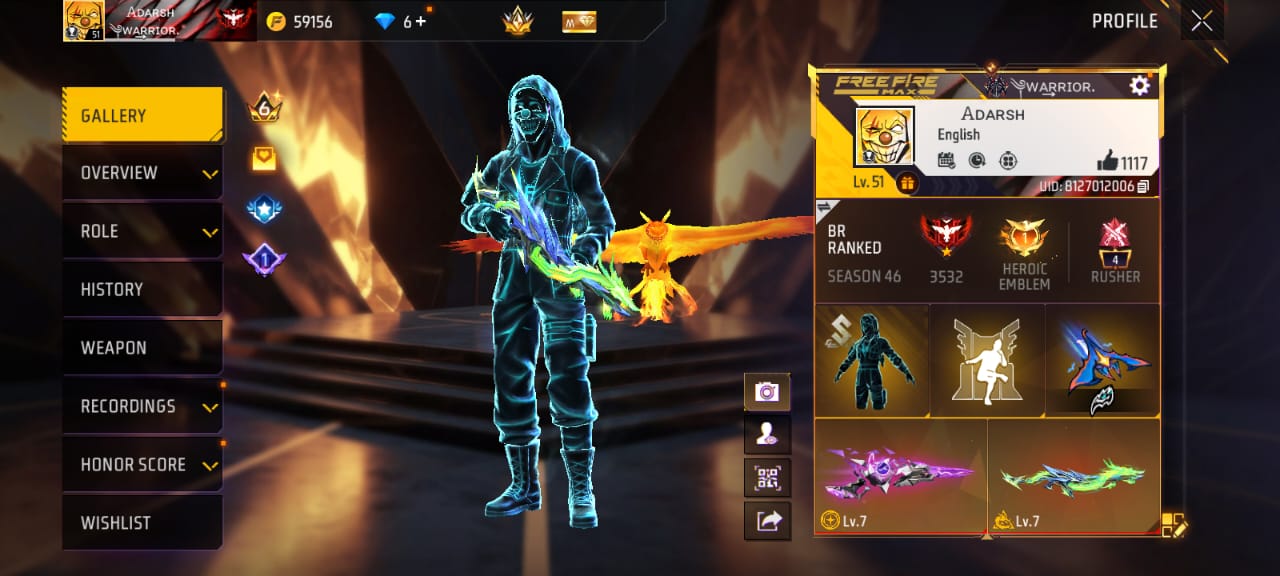 Adarsh
WARRIOR.
51
59156
6 +
M
PROFILE
GALLERY
OVERVIEW
ROLE
HISTORY
WEAPON
RECORDINGS
HONOR SCORE
WISHLIST
6
1
FREE FIRE
MAX
WARRIOR.
Adarsh
English
1117
Lv. 51
UID: 8127012006
BR
RANKED
SEASON 46
3532
1
HEROIC
EMBLEM
4
RUSHER
Lv.7
Lv.7